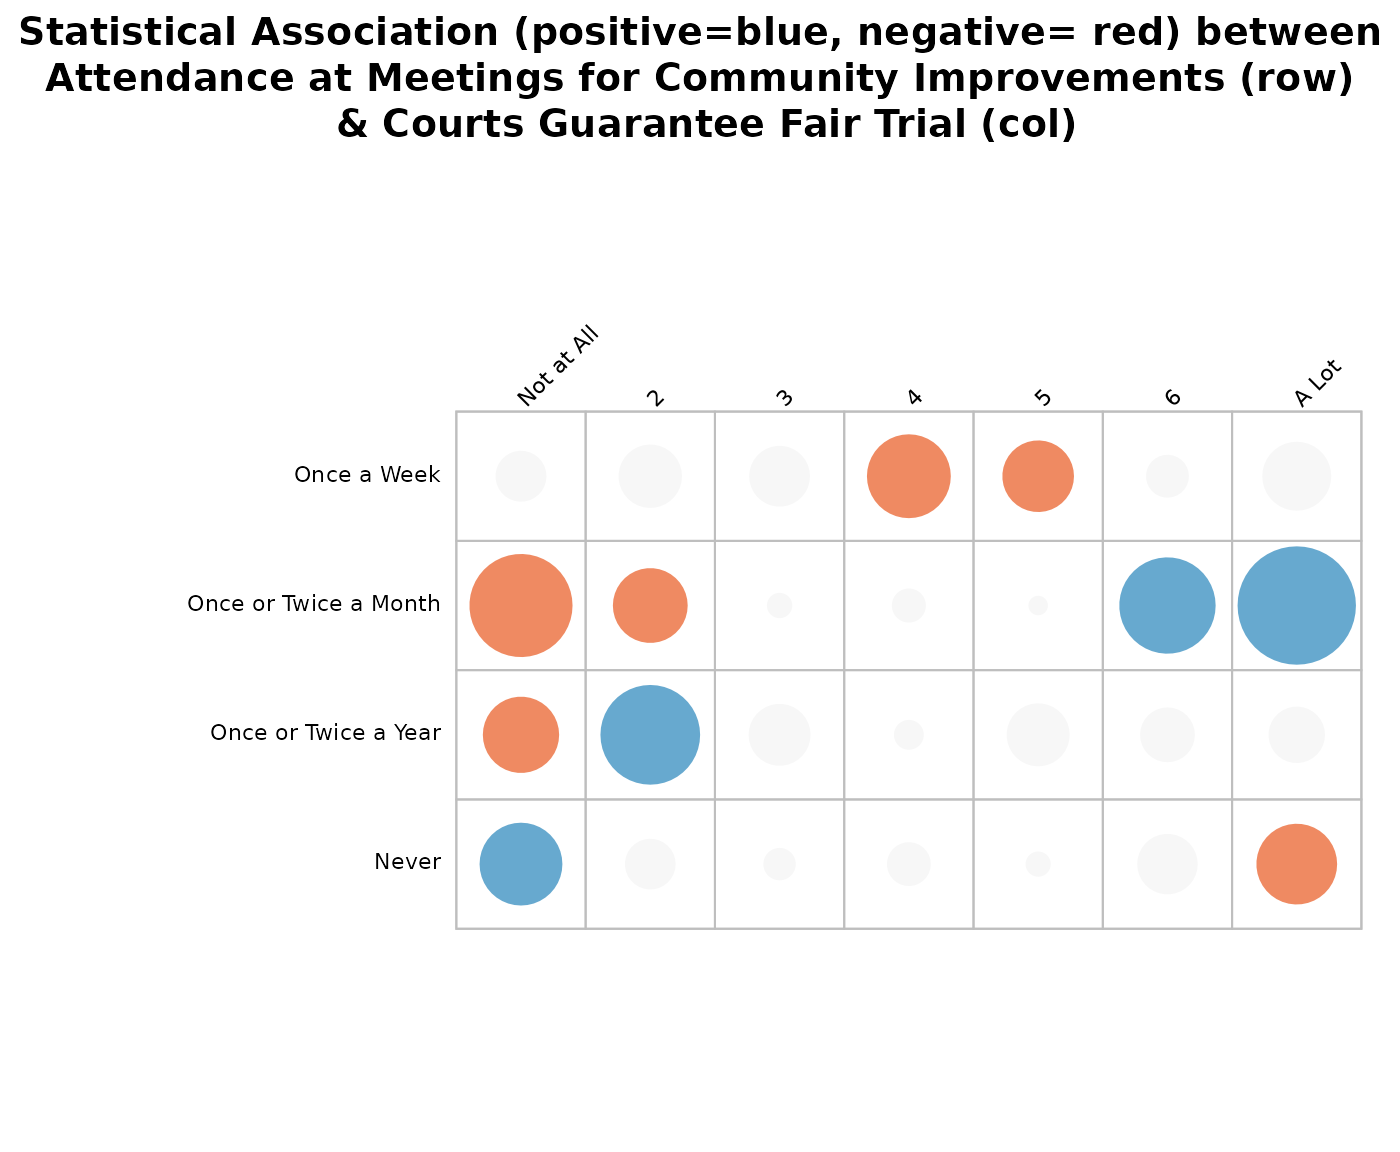 Statistical Association (positive=blue, negative= red) between
Attendance at Meetings for Community Improvements (row)
& Courts Guarantee Fair Trial (col)
Not at All
2
3
4
5
6
A Lot
Once a Week
Once or Twice a Month
Once or Twice a Year
Never